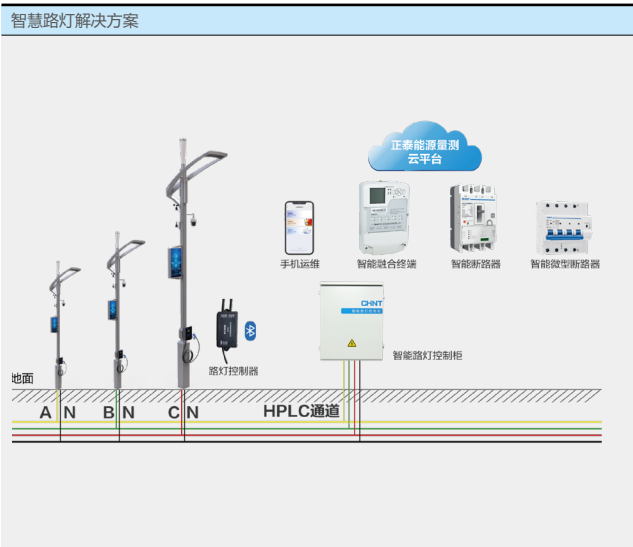 智慧路灯解决方案
正泰能源量测
云平台
手机运维
智能融合终端
智能断路器
智能微型断路器
CHNT
智能路灯控制柜
路灯控制器
地面
A N
B N
C N
HPLC通道